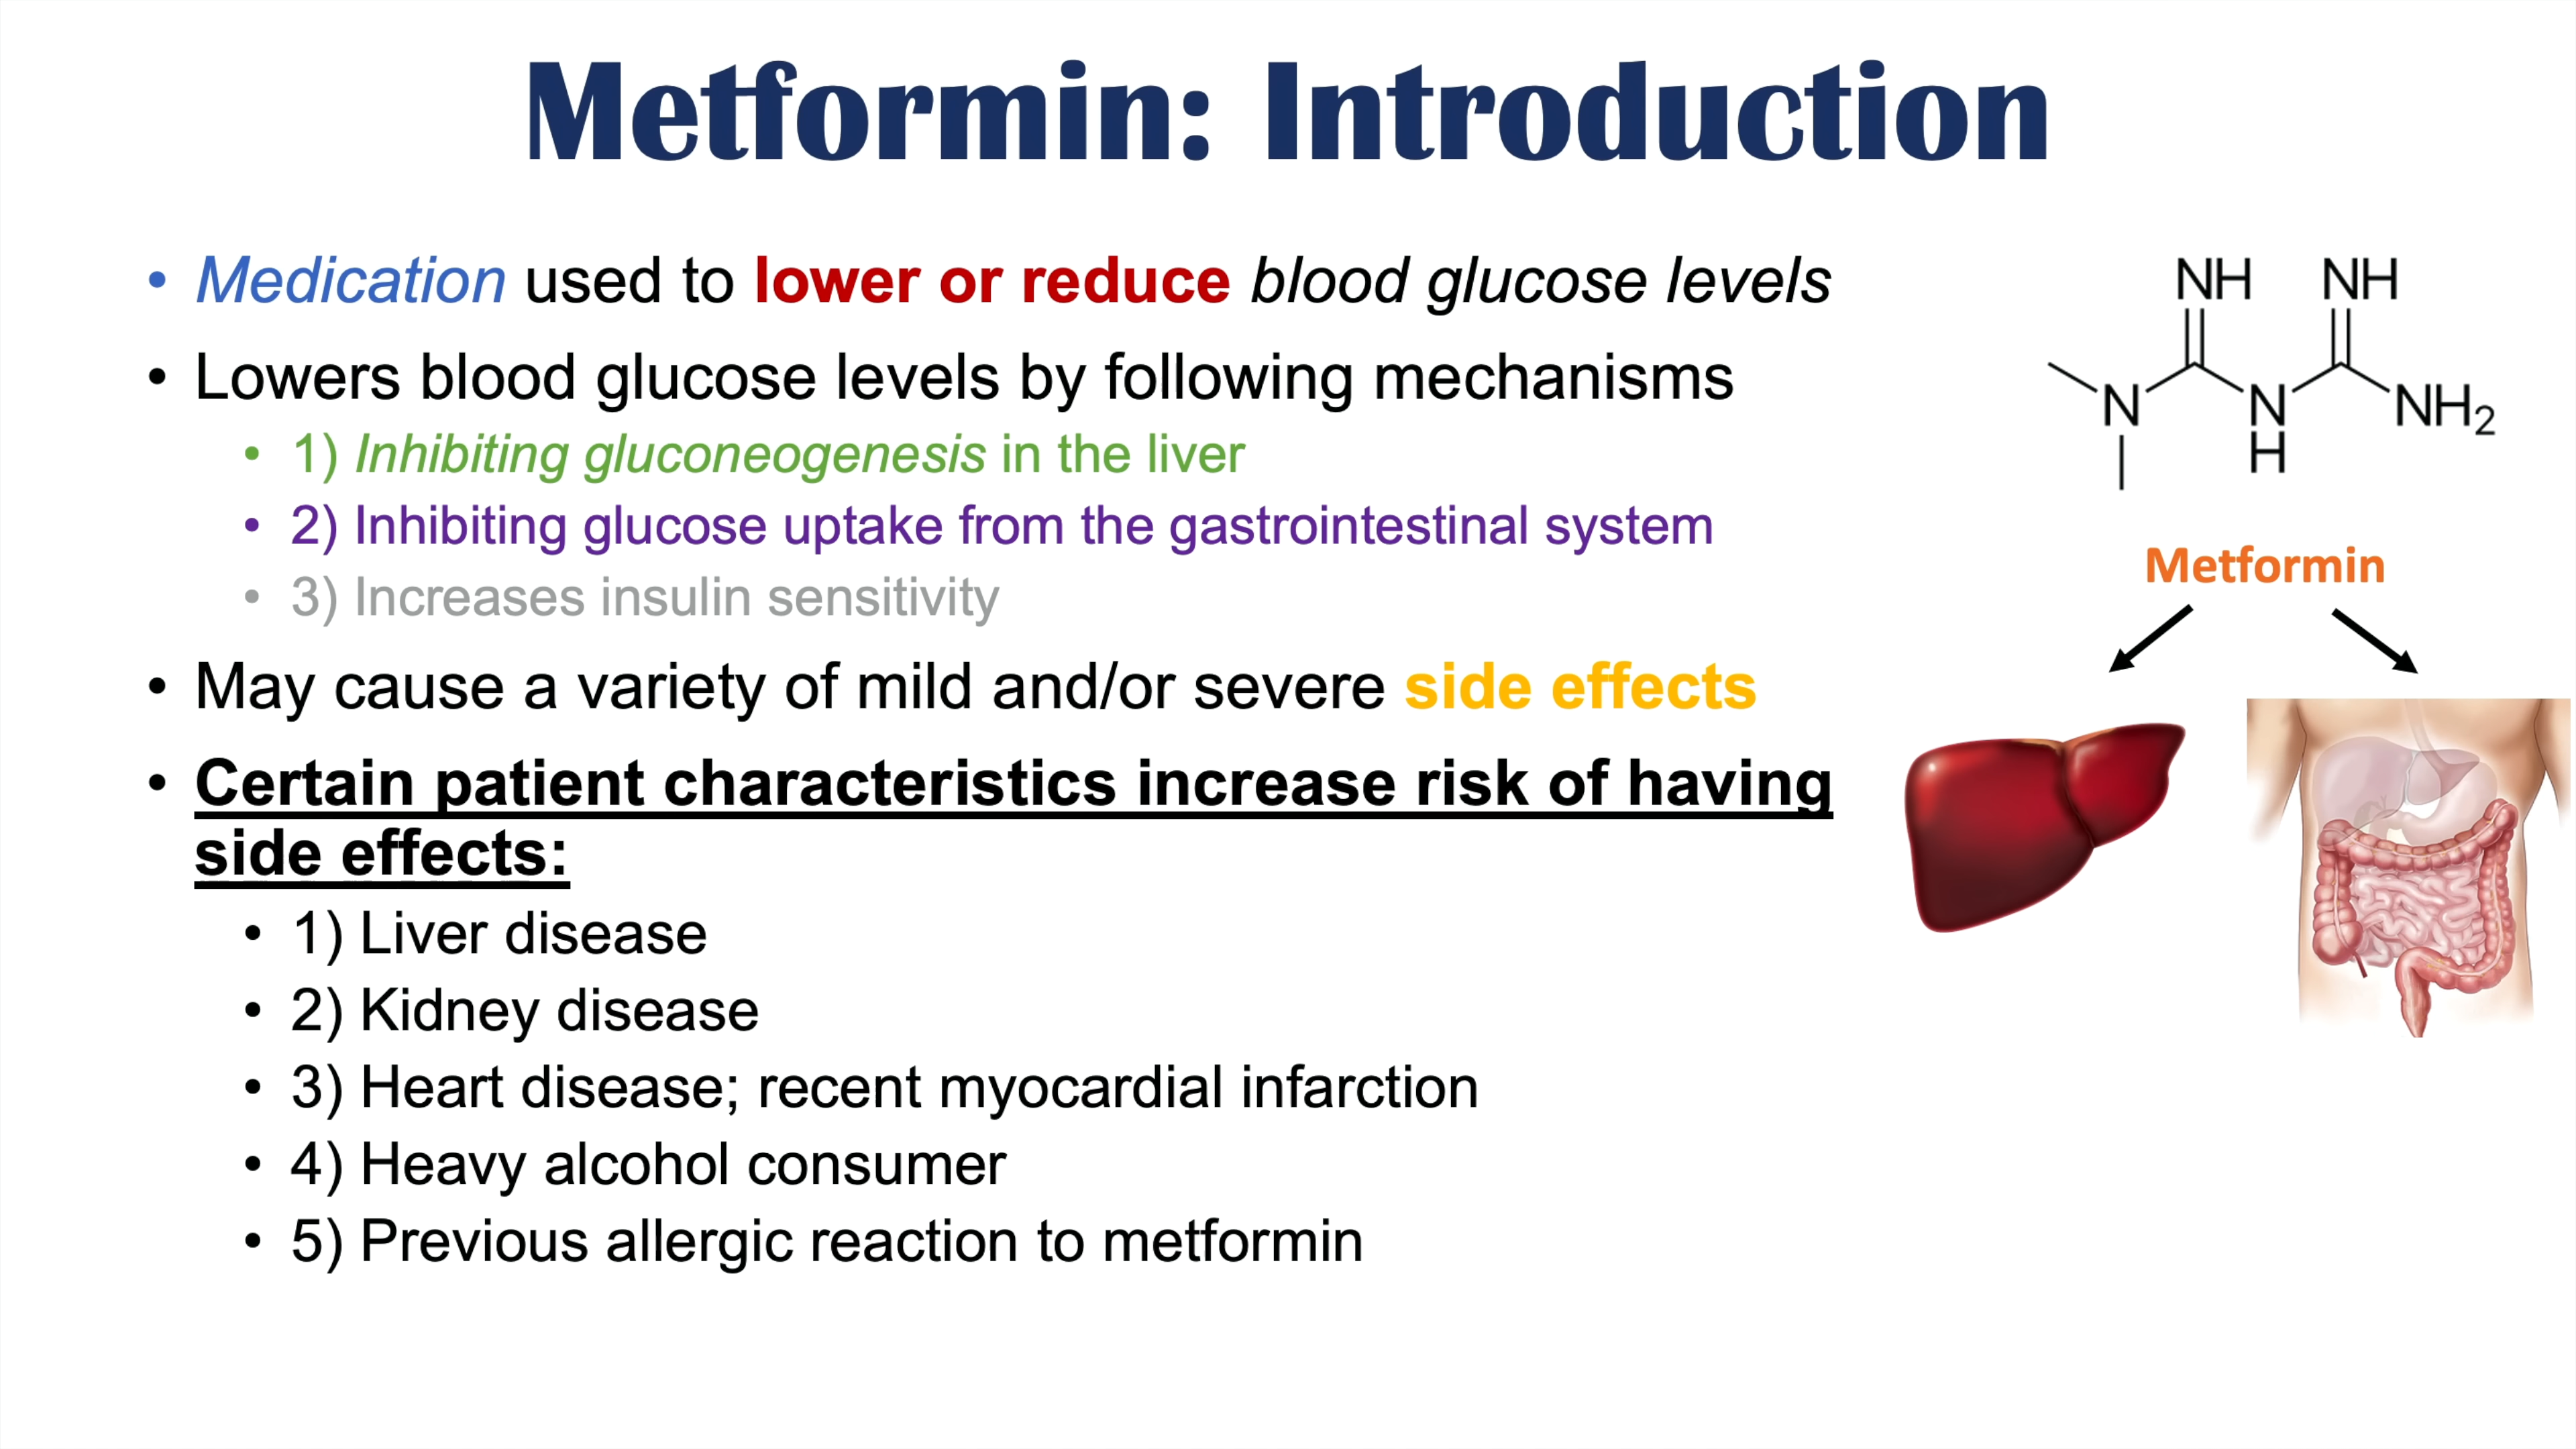 Metformin: Introduction
• Medication used to lower or reduce blood glucose levels
• Lowers blood glucose levels by following mechanisms
• 1) Inhibiting gluconeogenesis in the liver
• 2) Inhibiting glucose uptake from the gastrointestinal system
• 3) Increases insulin sensitivity
• May cause a variety of mild and/or severe side effects
• Certain patient characteristics increase risk of having
side effects:
• 1) Liver disease
• 2) Kidney disease
• 3) Heart disease; recent myocardial infarction
• 4) Heavy alcohol consumer
• 5) Previous allergic reaction to metformin
NH NH
N N NH2
H
Metformin